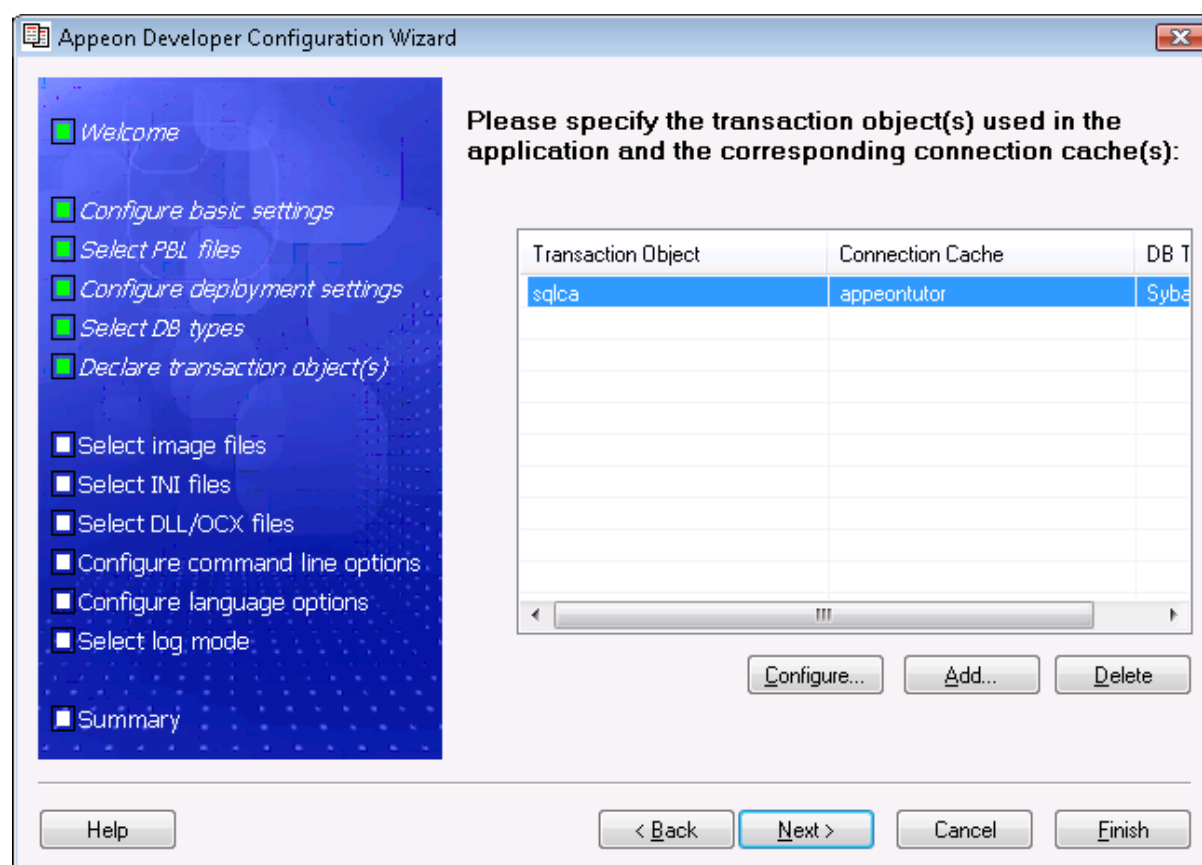 Appeon Developer Configuration Wizard
Welcome
Configure basic settings
Select PBL files
Configure deployment settings
Select DB types
Declare transaction object(s)
Select image files
Select INI files
Select DLL/OCX files
Configure command line options
Configure language options
Select log mode
Summary
Please specify the transaction object(s) used in the
application and the corresponding connection cache(s):
Transaction Object Connection Cache DB T
sqlca appeontutor Syba
Configure... Add... Delete
Help < Back Next > Cancel Finish